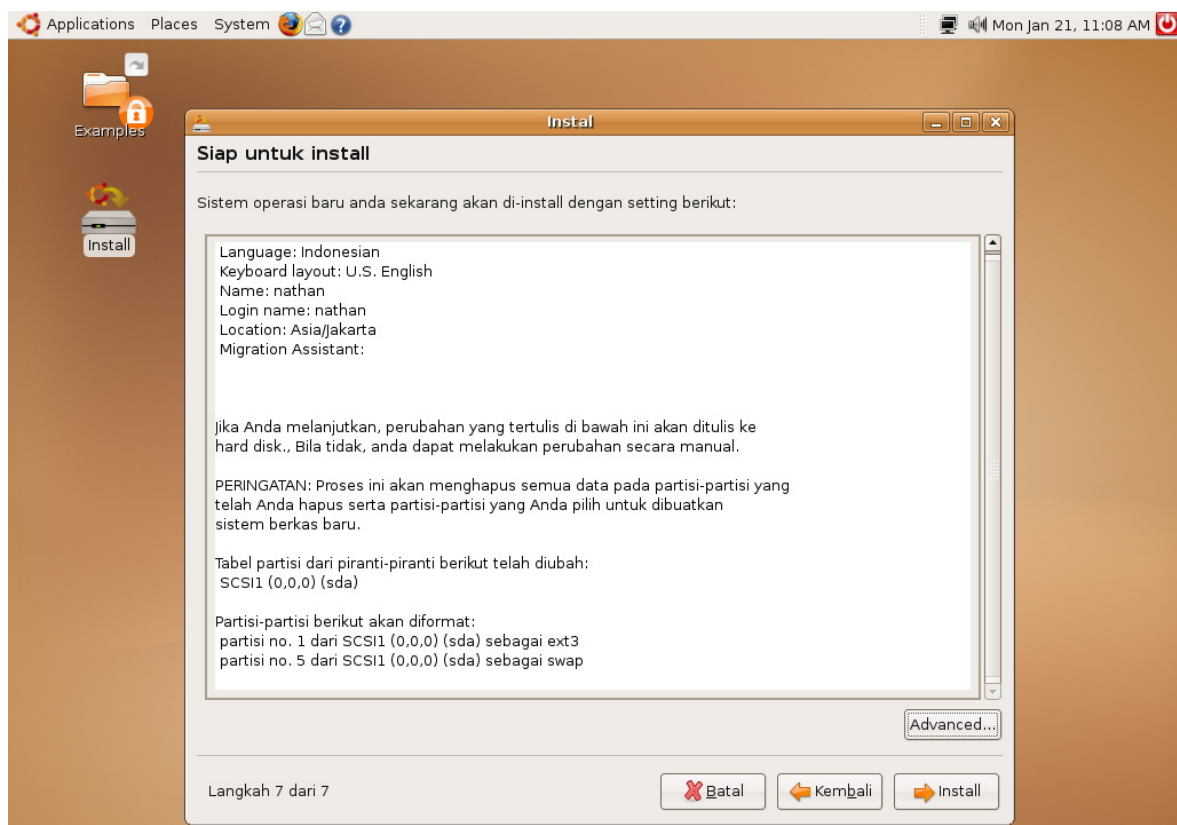 Applications Places System Mon Jan 21, 11:08 AM
Examples
Install
Instal
Siap untuk install
Sistem operasi baru anda sekarang akan di-install dengan setting berikut:
Language: Indonesian
Keyboard layout: U.S. English
Name: nathan
Login name: nathan
Location: Asia/Jakarta
Migration Assistant:
Jika Anda melanjutkan, perubahan yang tertulis di bawah ini akan ditulis ke
hard disk., Bila tidak, anda dapat melakukan perubahan secara manual.
PERINGATAN: Proses ini akan menghapus semua data pada partisi-partisi yang
telah Anda hapus serta partisi-partisi yang Anda pilih untuk dibuatkan
sistem berkas baru.
Tabel partisi dari piranti-piranti berikut telah diubah:
SCSI1 (0,0,0) (sda)
Partisi-partisi berikut akan diformat:
partisi no. 1 dari SCSI1 (0,0,0) (sda) sebagai ext3
partisi no. 5 dari SCSI1 (0,0,0) (sda) sebagai swap
Advanced...
Langkah 7 dari 7 Batal Kembali Install